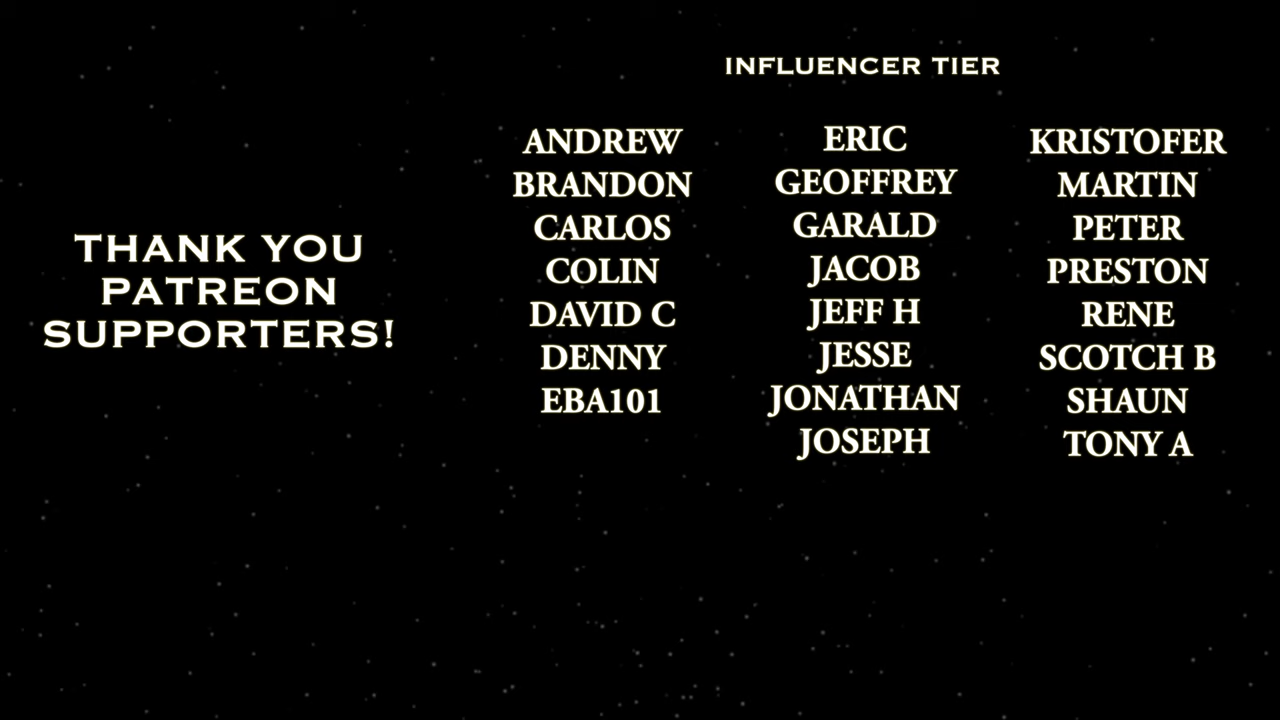 THANK YOU
PATREON
SUPPORTERS!
INFLUENCER TIER
ANDREW
BRANDON
CARLOS
COLIN
DAVID C
DENNY
EBA101
ERIC
GEOFFREY
GARALD
JACOB
JEFF H
JESSE
JONATHAN
JOSEPH
KRISTOFER
MARTIN
PETER
PRESTON
RENE
SCOTCH B
SHAUN
TONY A